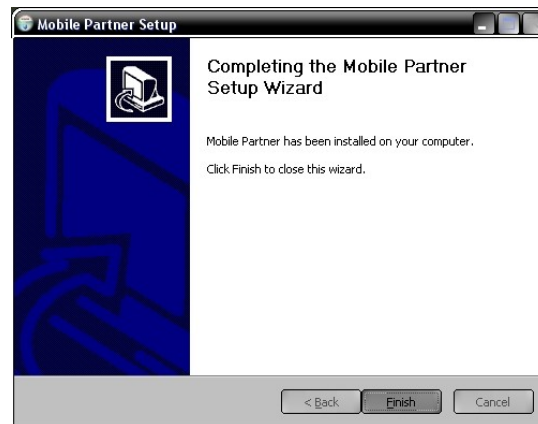 Mobile Partner Setup
Completing the Mobile Partner
Setup Wizard
Mobile Partner has been installed on your computer.
Click Finish to close this wizard.
< Back
Finish
Cancel